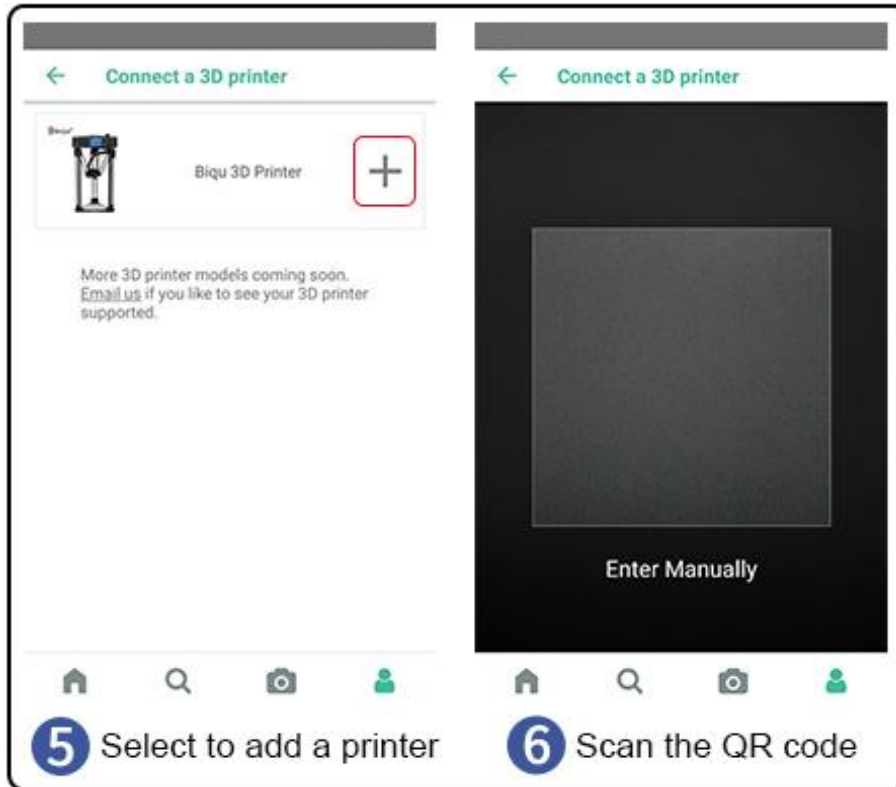 Connect a 3D printer
Biqu 3D Printer
More 3D printer models coming soon.
Email us if you like to see your 3D printer
supported.
5 Select to add a printer
Connect a 3D printer
Enter Manually
6 Scan the QR code